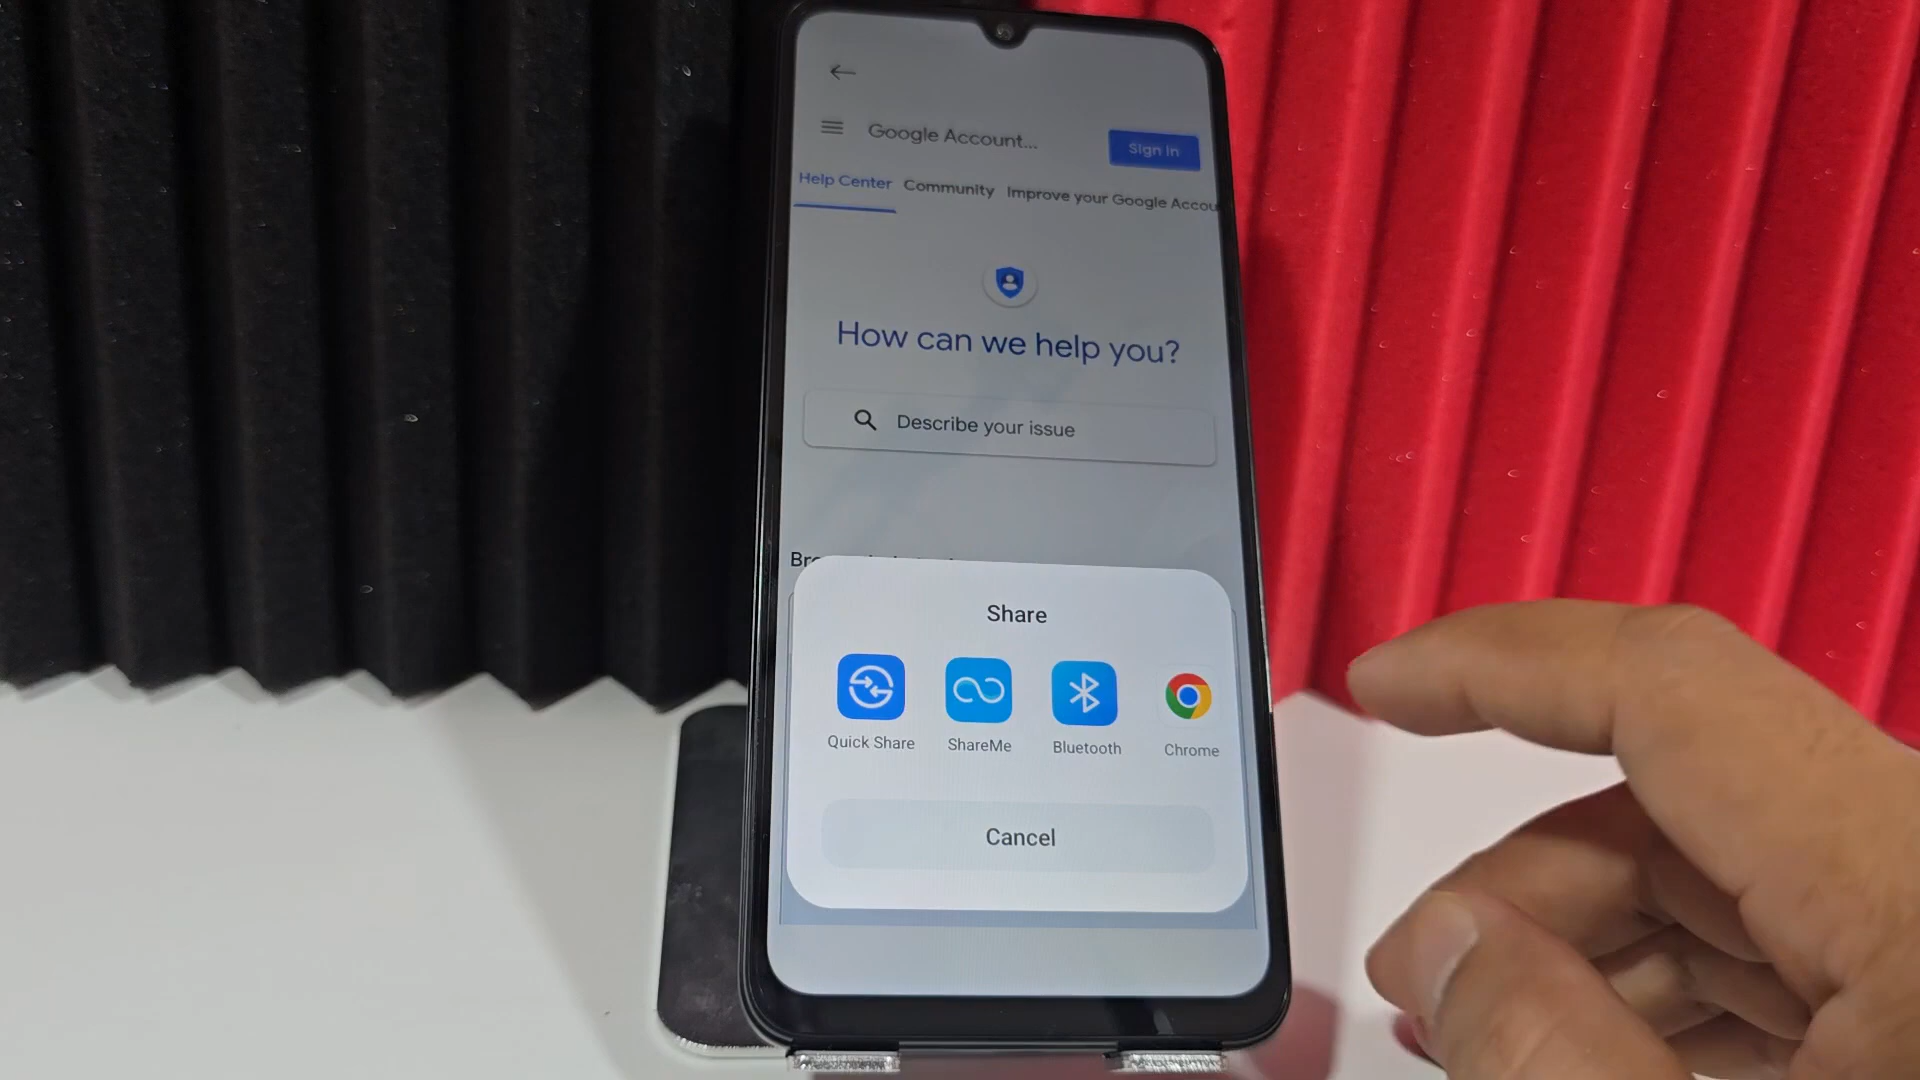 Google Account...
Sign in
Help Center Community Improve your Google Accou
How can we help you?
Describe your issue
Share
Quick Share ShareMe Bluetooth Chrome
Cancel